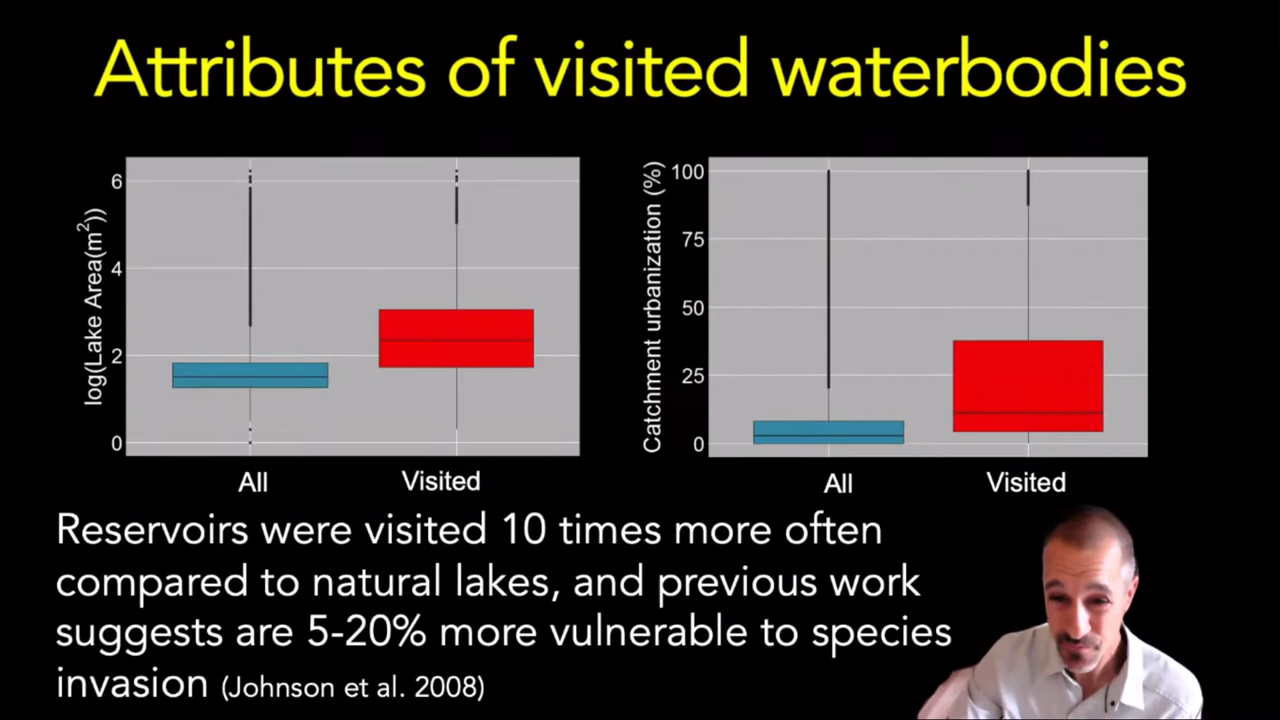 Attributes of visited waterbodies
log(Lake Area(m²))
6
4
2
0
All
Visited
Catchment urbanization (%)
100
75
50
25
0
All
Visited
Reservoirs were visited 10 times more often
compared to natural lakes, and previous work
suggests are 5-20% more vulnerable to species
invasion (Johnson et al. 2008)